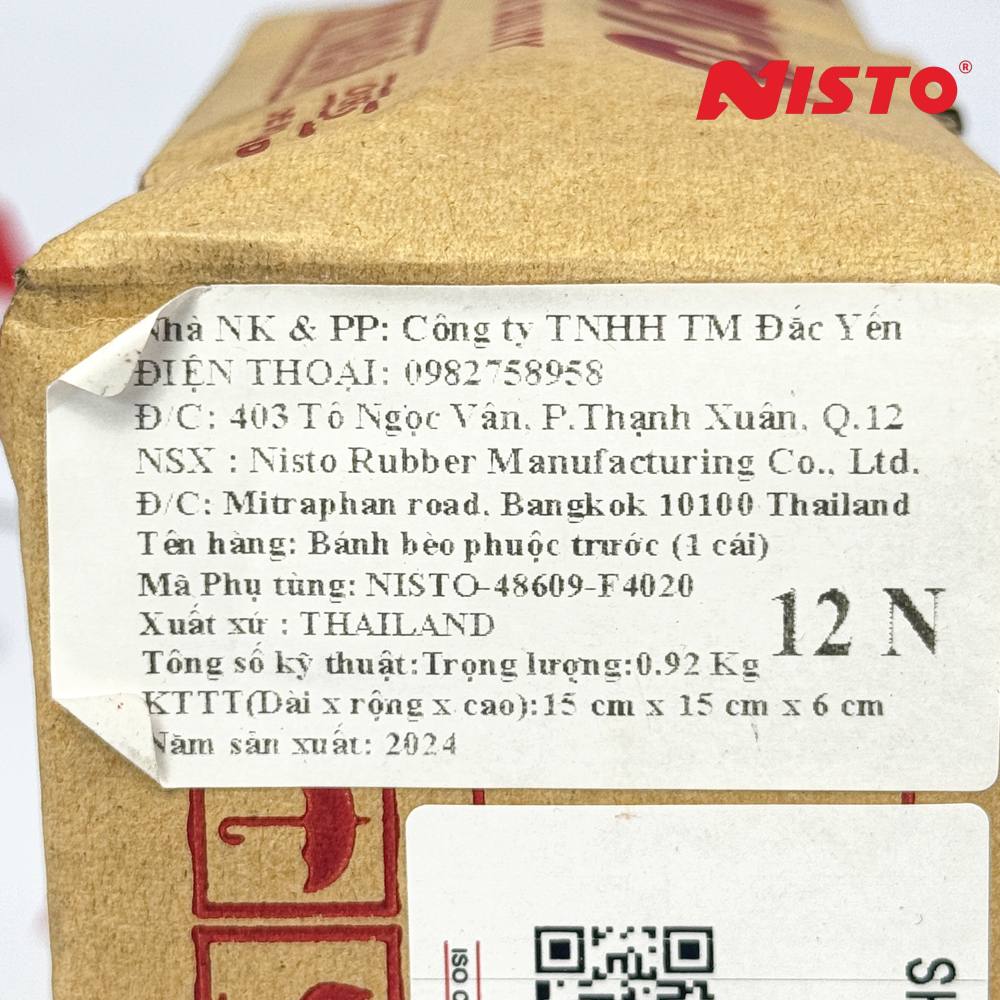 NISTO®
Nhà NK & PP: Công ty TNHH TM Đắc Yến
ĐIỆN THOẠI: 0982758958
Đ/C: 403 Tô Ngọc Vân, P.Thạnh Xuân, Q.12
NSX : Nisto Rubber Manufacturing Co., Ltd.
Đ/C: Mitraphan road, Bangkok 10100 Thailand
Tên hàng: Bánh bèo phuộc trước (1 cái)
Mã Phụ tùng: NISTO-48609-F4020
Xuất xứ : THAILAND
12 N
Tổng số kỹ thuật:Trọng lượng:0.92 Kg
KTTT(Dài x rộng x cao):15 cm x 15 cm x 6 cm
Năm sản xuất: 2024
ISO